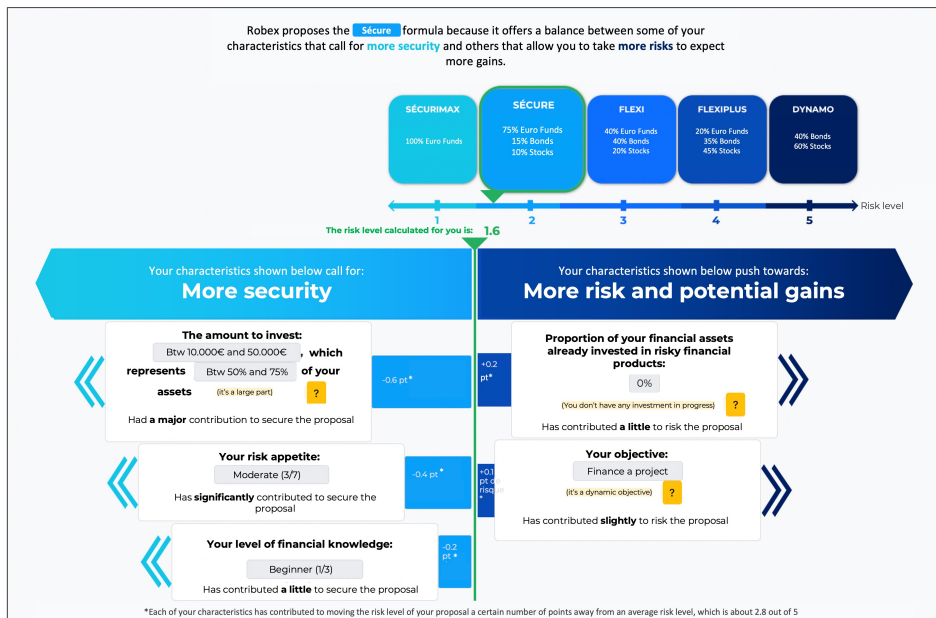 Robex proposes the Sécure formula because it offers a balance between some of your
characteristics that call for more security and others that allow you to take more risks to expect
more gains.
SÉCURIMAX
100% Euro Funds
SÉCURE
75% Euro Funds
15% Bonds
10% Stocks
FLEXI
40% Euro Funds
40% Bonds
20% Stocks
FLEXIPLUS
20% Euro Funds
35% Bonds
45% Stocks
DYNAMO
40% Bonds
60% Stocks
1 2 3 4 5 Risk level
The risk level calculated for you is: 1.6
Your characteristics shown below call for:
More security
Your characteristics shown below push towards:
More risk and potential gains
The amount to invest:
Btw 10.000€ and 50.000€ , which
represents Btw 50% and 75% of your
assets (it's a large part) ?
Had a major contribution to secure the proposal
-0.6 pt*
Your risk appetite:
Moderate (3/7)
Has significantly contributed to secure the
proposal
-0.4 pt*
Your level of financial knowledge:
Beginner (1/3)
Has contributed a little to secure the proposal
-0.2
pt*
+0.2
pt*
Proportion of your financial assets
already invested in risky financial
products:
0%
(You don't have any investment in progress) ?
Has contributed a little to risk the proposal
+0.1
pt
*
Your objective:
Finance a project
(it's a dynamic objective) ?
Has contributed slightly to risk the proposal
*Each of your characteristics has contributed to moving the risk level of your proposal a certain number of points away from an average risk level, which is about 2.8 out of 5